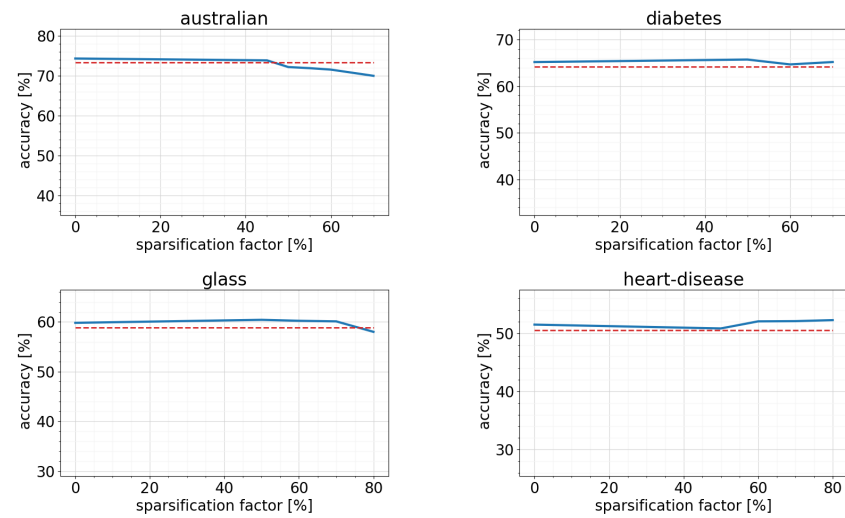 australian
accuracy [%]
80
70
60
50
40
0 20 40 60
sparsification factor [%]
diabetes
accuracy [%]
70
60
50
40
0 20 40 60
sparsification factor [%]
glass
accuracy [%]
60
50
40
30
0 20 40 60 80
sparsification factor [%]
heart-disease
accuracy [%]
50
40
30
0 20 40 60 80
sparsification factor [%]